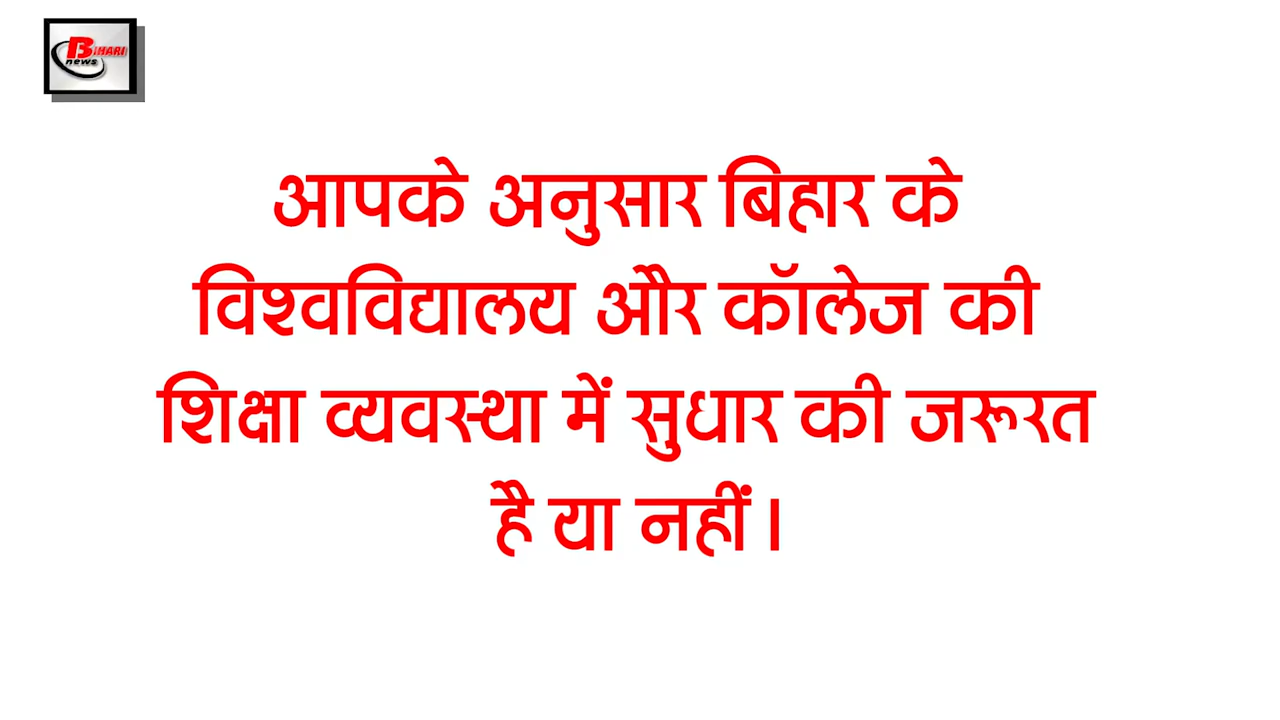 BIHARI
news
आपके अनुसार बिहार के
विश्वविद्यालय और कॉलेज की
शिक्षा व्यवस्था में सुधार की जरूरत
है या नहीं।